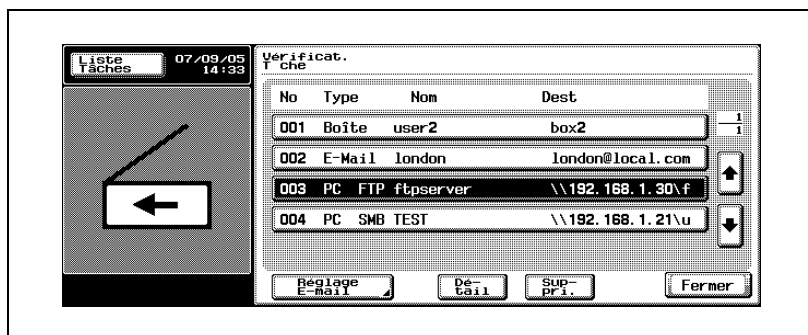 Liste
Tâches
07/09/05
14:33
Vérificat.
T che
No Type Nom Dest
001 Boîte user2 box2
002 E-Mail london london@local.com
003 PC FTP ftpserver \\192.168.1.30\f
004 PC SMB TEST \\192.168.1.21\u
1
1
Réglage
E-mail
Dé-
tail
Sup-
pri.
Fermer